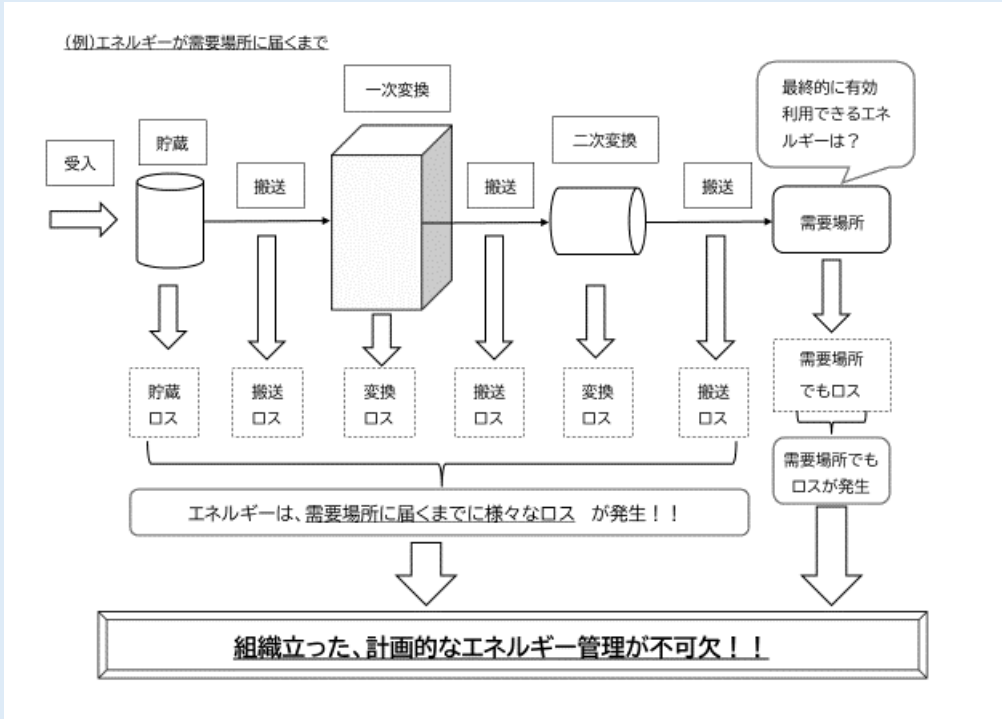 (例)エネルギーが需要場所に届くまで
受入
貯蔵
搬送
一次変換
搬送
二次変換
搬送
最終的に有効
利用できるエネ
ルギーは？
需要場所
貯蔵
ロス
搬送
ロス
変換
ロス
搬送
ロス
変換
ロス
搬送
ロス
需要場所
でもロス
需要場所でも
ロスが発生
エネルギーは、需要場所に届くまでに様々なロス　が発生！！
組織立った、計画的なエネルギー管理が不可欠！！